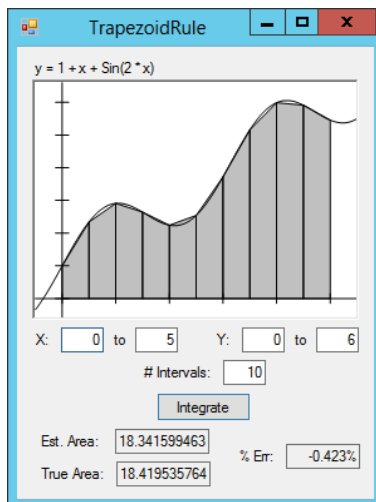 TrapezoidRule
y = 1 + x + Sin(2 * x)
X: 0 to 5 Y: 0 to 6
# Intervals: 10
Integrate
Est. Area: 18.341599463
% Err: -0.423%
True Area: 18.419535764